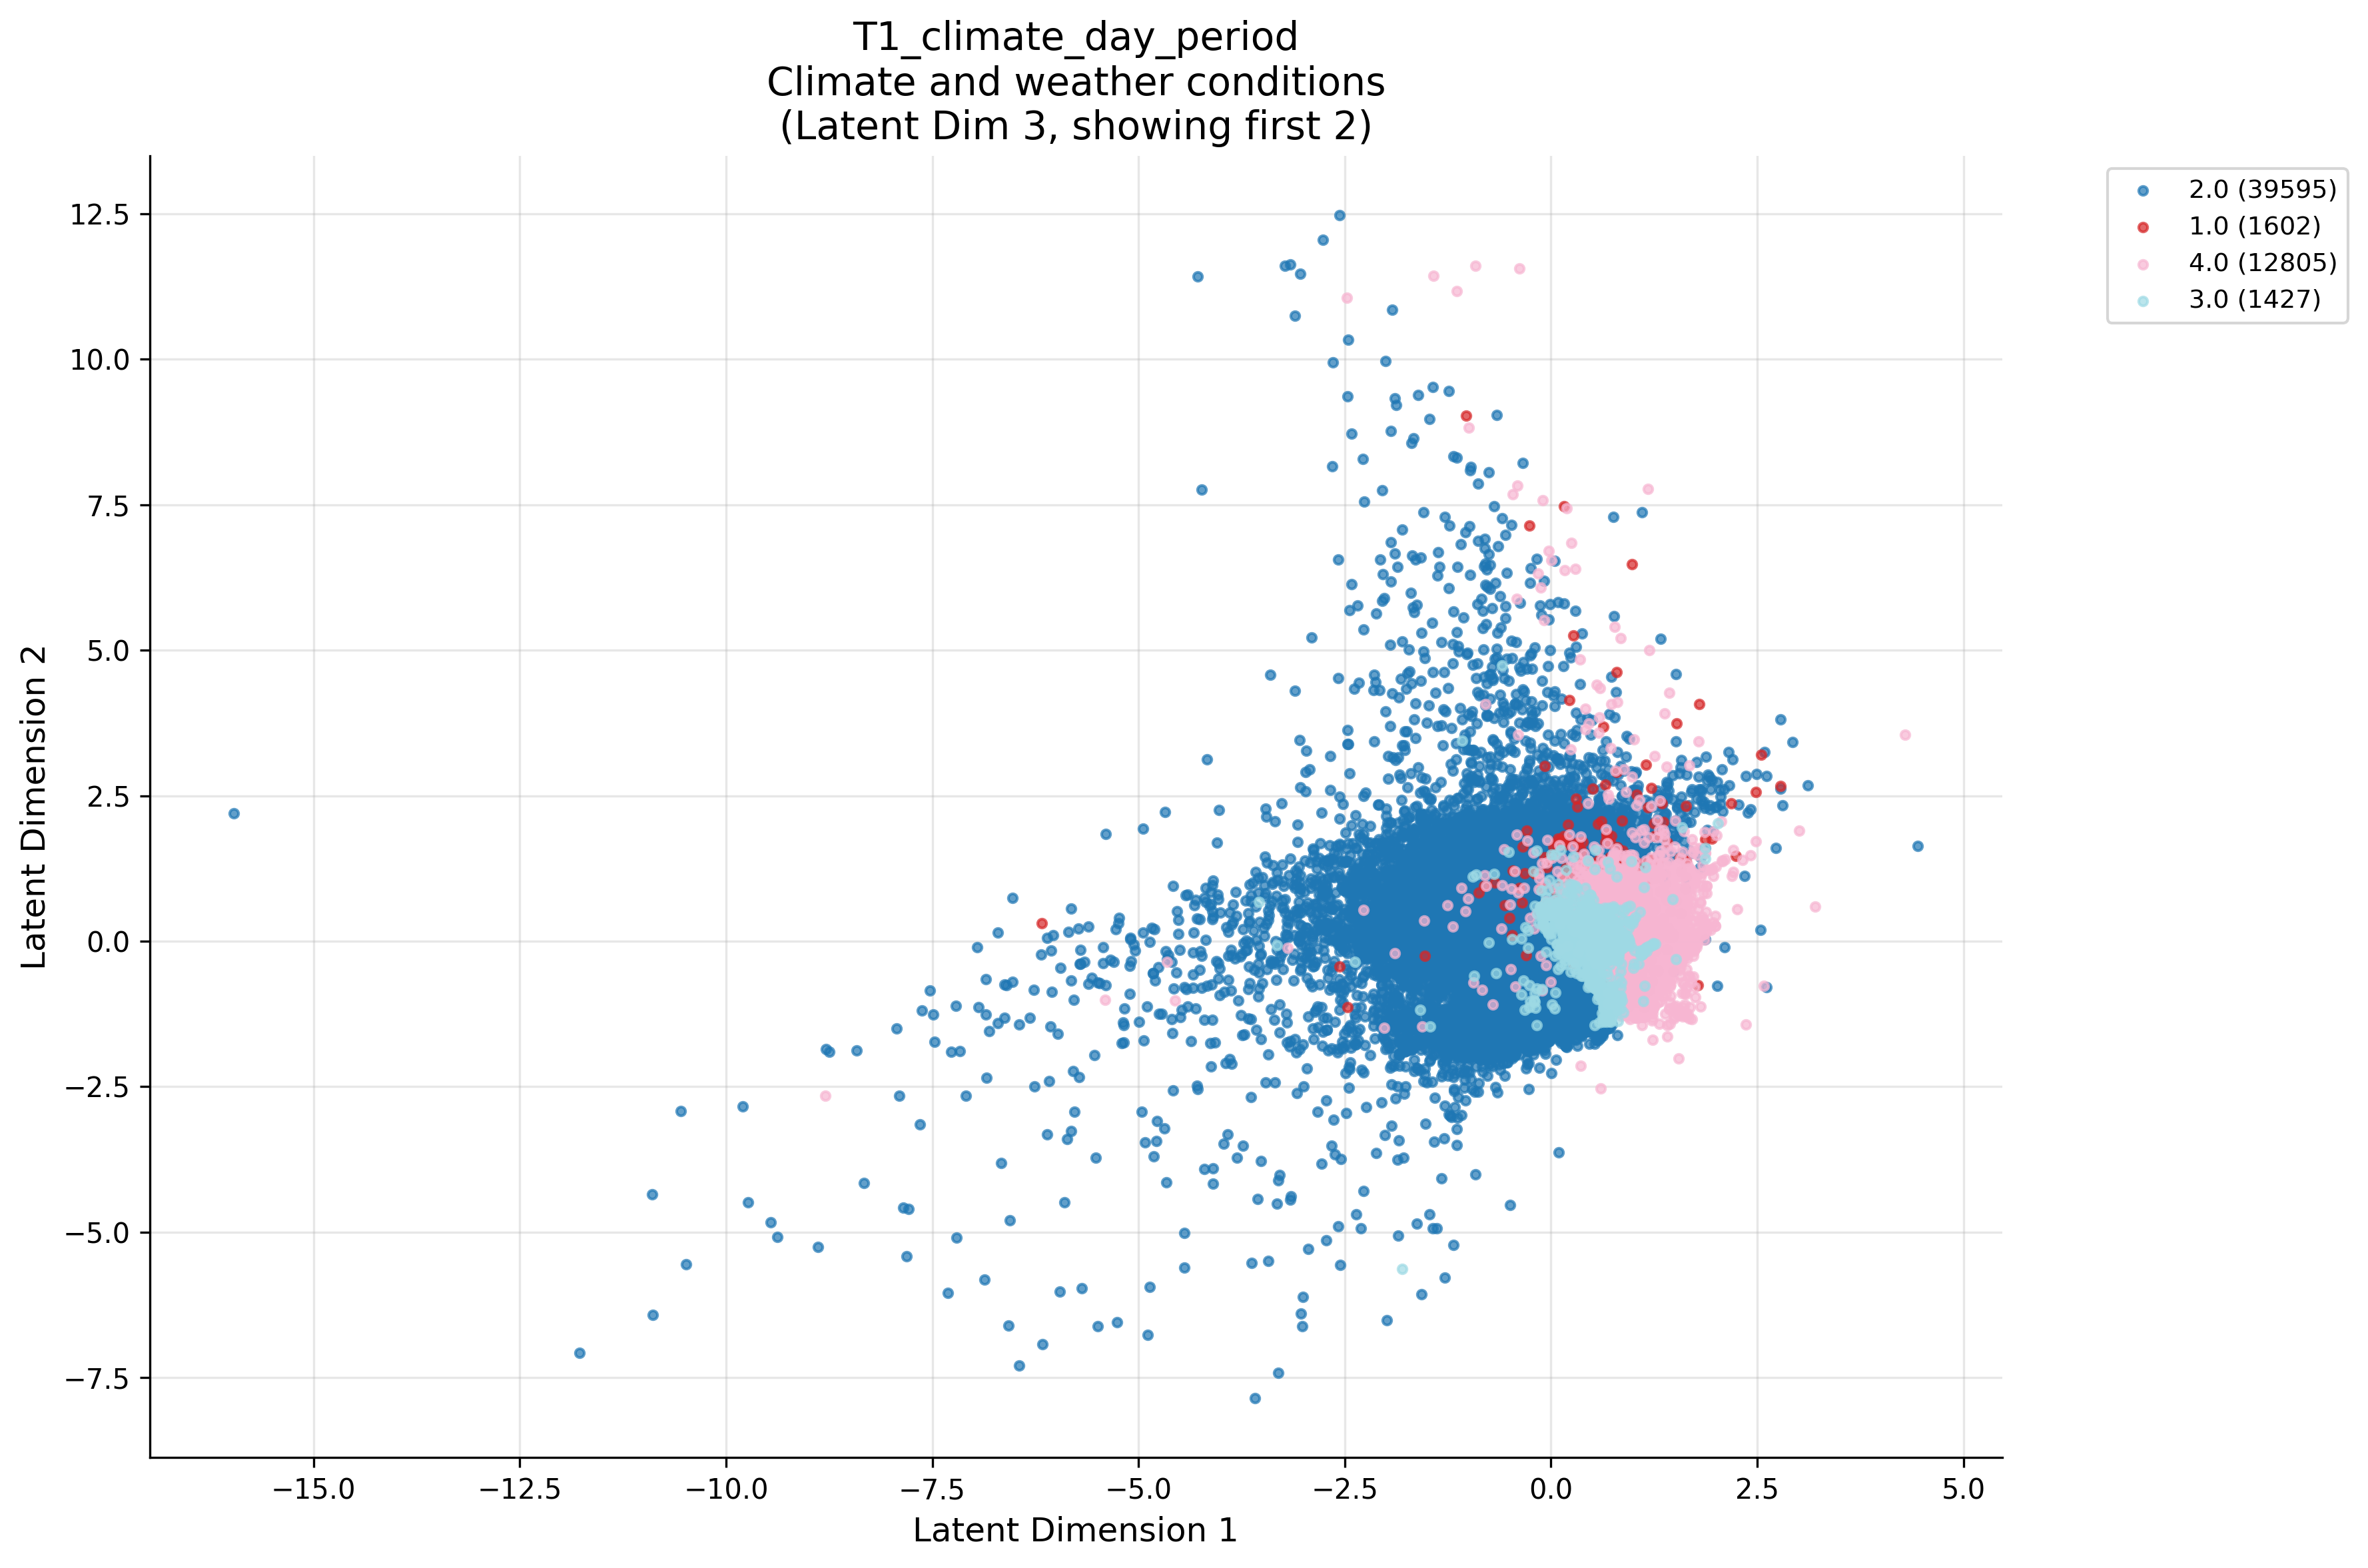 T1_climate_day_period
Climate and weather conditions
(Latent Dim 3, showing first 2)
2.0 (39595)
1.0 (1602)
4.0 (12805)
3.0 (1427)
Latent Dimension 2
12.5
10.0
7.5
5.0
2.5
0.0
−2.5
−5.0
−7.5
−15.0 −12.5 −10.0 −7.5 −5.0 −2.5 0.0 2.5 5.0
Latent Dimension 1